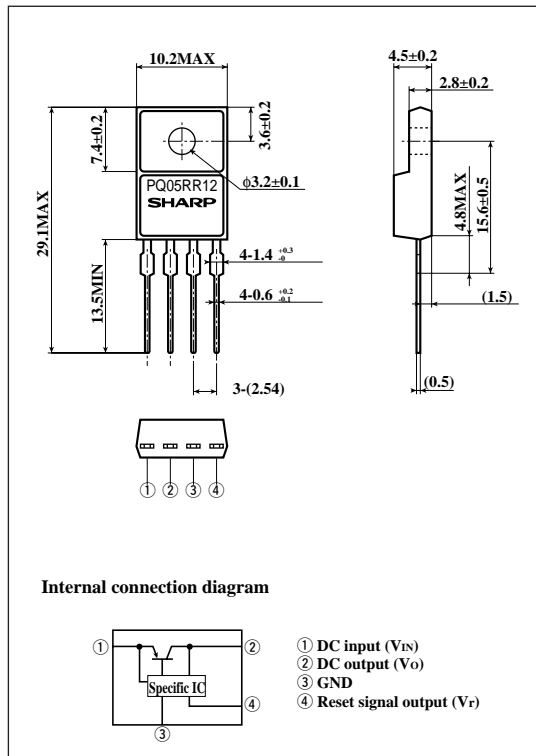 10.2MAX
4.5±0.2
2.8±0.2
7.4±0.2
3.6±0.2
PQ05RR12
SHARP
ϕ3.2±0.1
29.1MAX
13.5MIN
4.8MAX
15.6±0.5
4-1.4 +0.3 -0
4-0.6 +0.2 -0.1
(1.5)
3-(2.54)
(0.5)
① ② ③ ④
Internal connection diagram
① ②
Specific IC
④
③
① DC input (VIN)
② DC output (VO)
③ GND
④ Reset signal output (Vr)